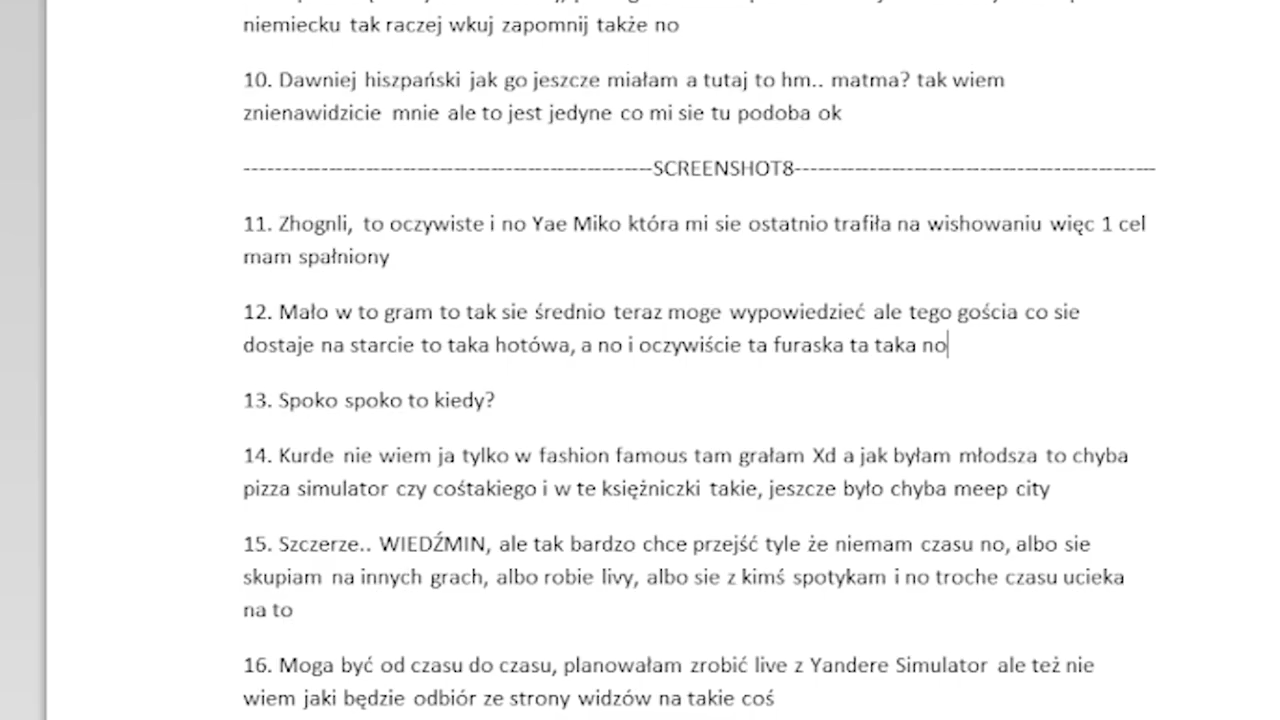 niemiecku tak raczej wkuj zapomnij także no
10. Dawniej hiszpański jak go jeszcze miałam a tutaj to hm.. matma? tak wiem
znienawidzicie mnie ale to jest jedyne co mi sie tu podoba ok
-----------------------------------------------------SCREENSHOT8-----------------------------------------------
11. Zhognli, to oczywiste i no Yae Miko która mi sie ostatnio trafiła na wishowaniu więc 1 cel
mam spałniony
12. Mało w to gram to tak sie średnio teraz moge wypowiedzieć ale tego gościa co sie
dostaje na starcie to taka hotówa, a no i oczywiście ta furaska ta taka no
13. Spoko spoko to kiedy?
14. Kurde nie wiem ja tylko w fashion famous tam grałam Xd a jak byłam młodsza to chyba
pizza simulator czy cośtakiego i w te księżniczki takie, jeszcze było chyba meep city
15. Szczerze.. WIEDŹMIN, ale tak bardzo chce przejść tyle że niemam czasu no, albo sie
skupiam na innych grach, albo robie livy, albo sie z kimś spotykam i no troche czasu ucieka
na to
16. Moga być od czasu do czasu, planowałam zrobić live z Yandere Simulator ale też nie
wiem jaki będzie odbiór ze strony widzów na takie coś